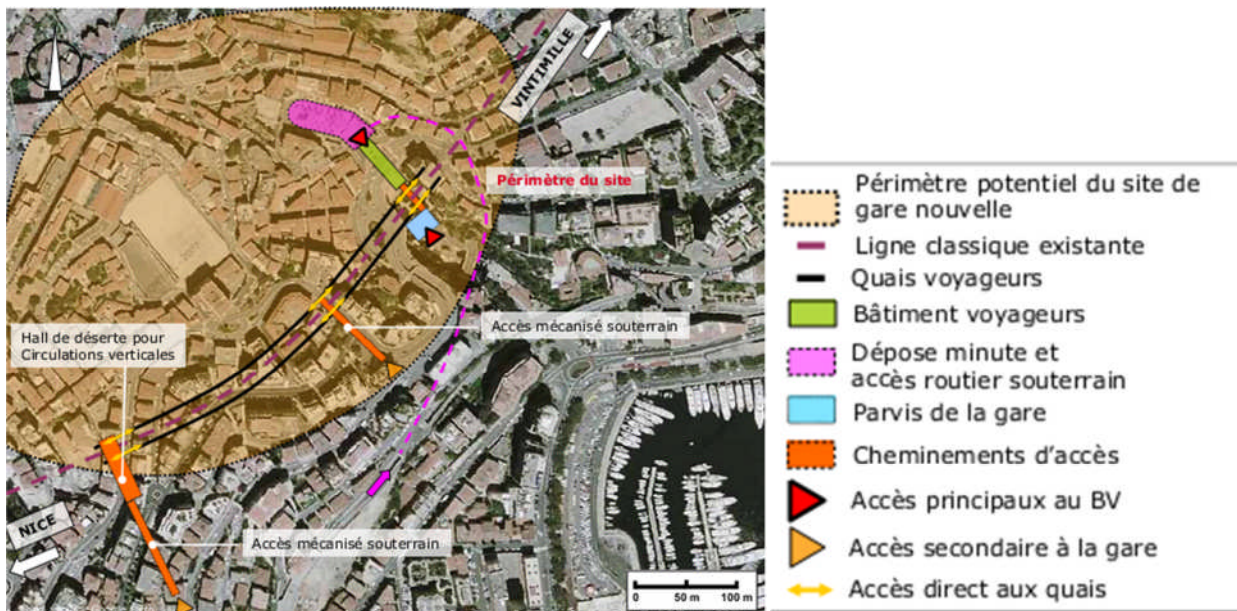 VINTIMILLE
Périmètre du site
Accès mécanisé souterrain
Hall de déserte pour
Circulations verticales
NICE
Accès mécanisé souterrain
0 50 m 100 m
Périmètre potentiel du site de
gare nouvelle
Ligne classique existante
Quais voyageurs
Bâtiment voyageurs
Dépose minute et
accès routier souterrain
Parvis de la gare
Cheminements d'accès
Accès principaux au BV
Accès secondaire à la gare
Accès direct aux quais